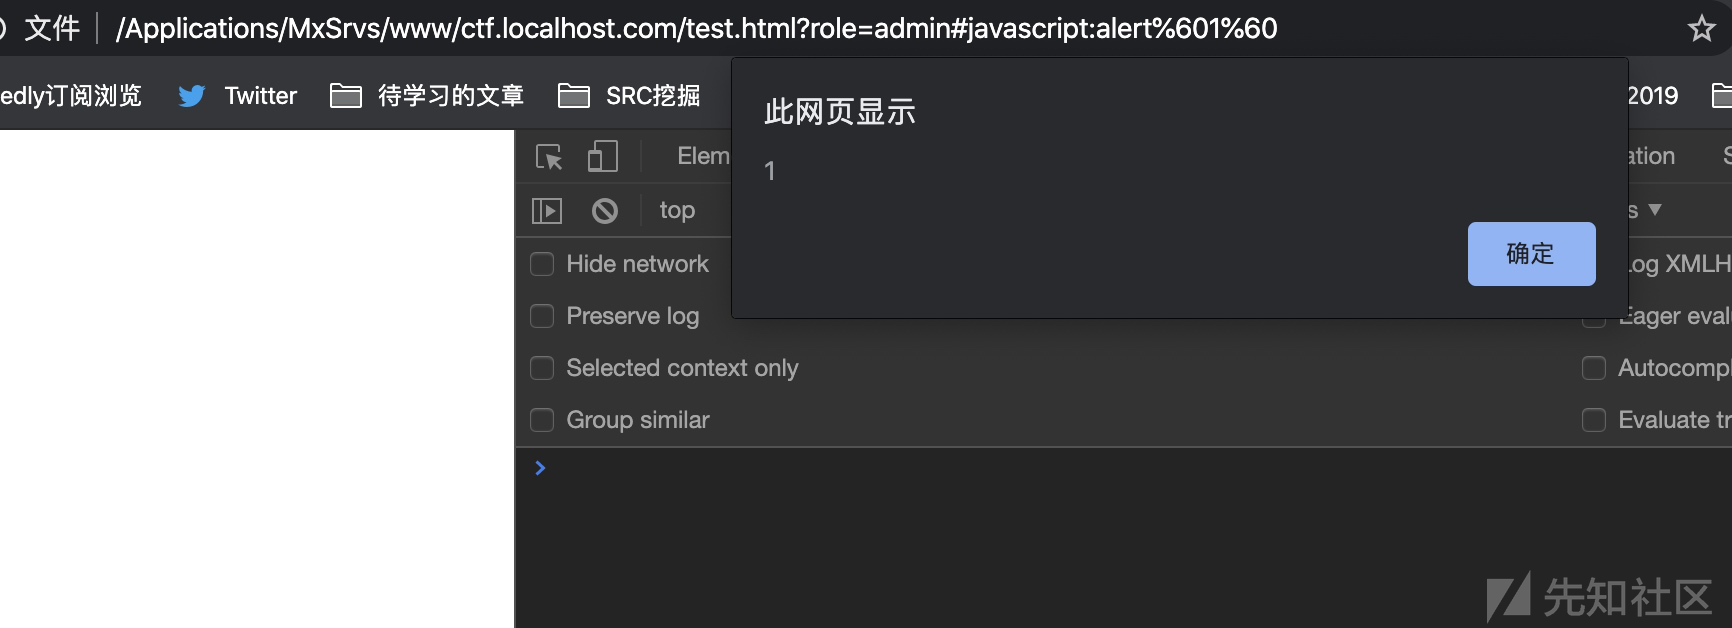 文件 /Applications/MxSrvs/www/ctf.localhost.com/test.html?role=admin#javascript:alert%601%60
edly订阅浏览 Twitter 待学习的文章 SRC挖掘 2019
此网页显示
1
确定
Elem ation S
top s
Hide network Log XMLH
Preserve log Eager evalu
Selected context only Autocompl
Group similar Evaluate tr
先知社区